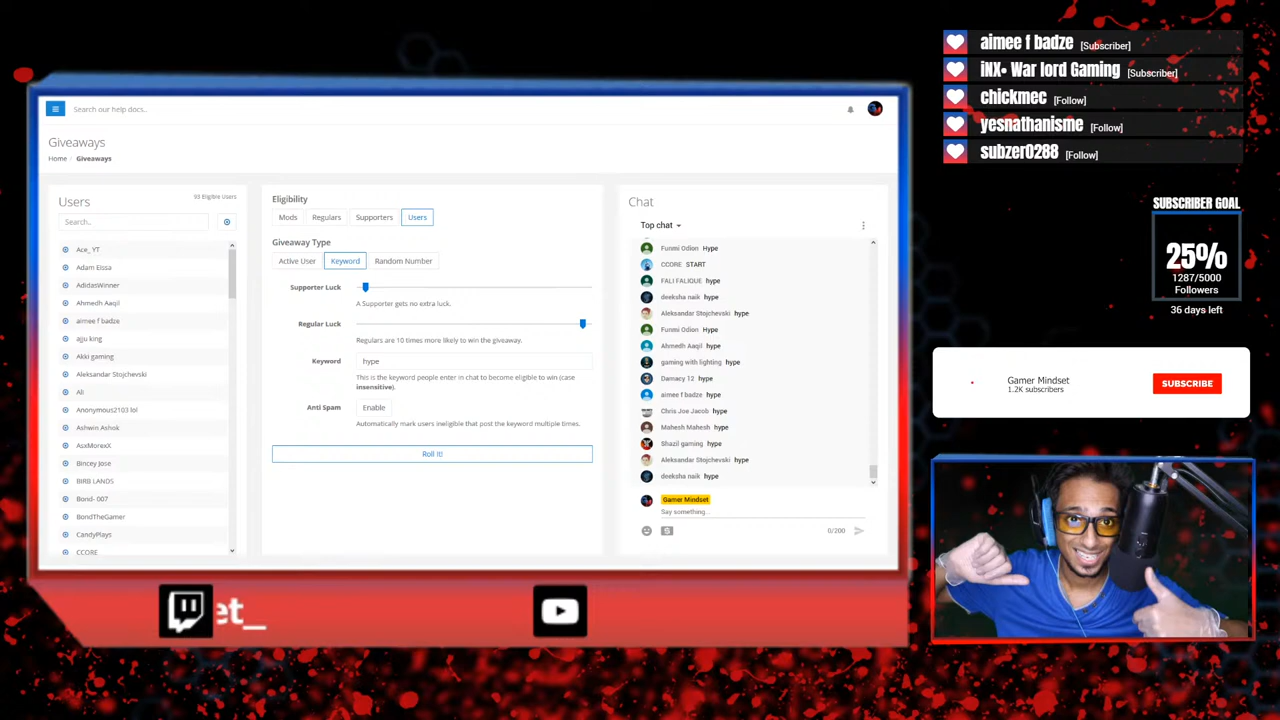 Search our help docs..
Giveaways
Home / Giveaways
Users
93 Eligible Users
Search..
Ace_ YT
Adam Eissa
AdidasWinner
Ahmedh Aaqil
aimee f badze
ajju king
Akki gaming
Aleksandar Stojchevski
Ali
Anonymous2103 lol
Ashwin Ashok
AsxMorexX
Bincey Jose
BIRB LANDS
Bond- 007
BondTheGamer
CandyPlays
CCORE
Eligibility
Mods Regulars Supporters Users
Giveaway Type
Active User Keyword Random Number
Supporter Luck
A Supporter gets no extra luck.
Regular Luck
Regulars are 10 times more likely to win the giveaway.
Keyword hype
This is the keyword people enter in chat to become eligible to win (case
insensitive).
Anti Spam Enable
Automatically mark users ineligible that post the keyword multiple times.
Roll It!
Chat
Top chat
Funmi Odion Hype
CCORE START
FALI FALIQUE hype
deeksha naik hype
Aleksandar Stojchevski hype
Funmi Odion Hype
Ahmedh Aaqil hype
gaming with lighting hype
Damacy 12 hype
aimee f badze hype
Chris Joe Jacob hype
Mahesh Mahesh hype
Shazil gaming hype
Aleksandar Stojchevski hype
deeksha naik hype
Gamer Mindset
Say something...
0/200
et_
aimee f badze [Subscriber]
iNX• War lord Gaming [Subscriber]
chickmec [Follow]
yesnathanisme [Follow]
subzer0288 [Follow]
SUBSCRIBER GOAL
25%
1287/5000
Followers
36 days left
Gamer Mindset
1.2K subscribers
SUBSCRIBE